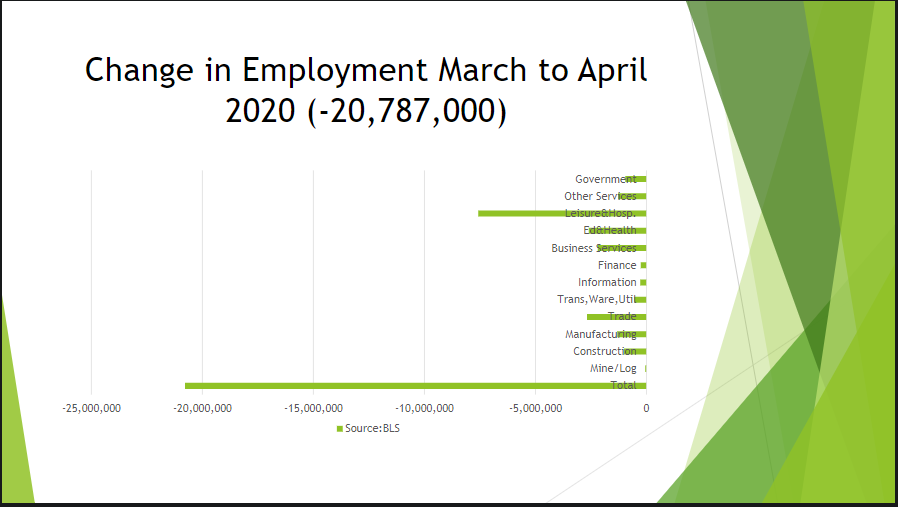 Change in Employment March to April
2020 (-20,787,000)
Government
Other Services
Leisure&Hosp.
Ed&Health
Business Services
Finance
Information
Trans,Ware,Util
Trade
Manufacturing
Construction
Mine/Log
Total
-25,000,000 -20,000,000 -15,000,000 -10,000,000 -5,000,000 0
Source:BLS